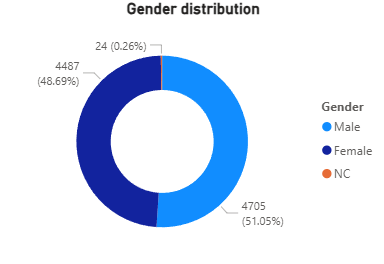 Gender distribution
24 (0.26%)
4487
(48.69%)
Gender
Male
Female
NC
4705
(51.05%)